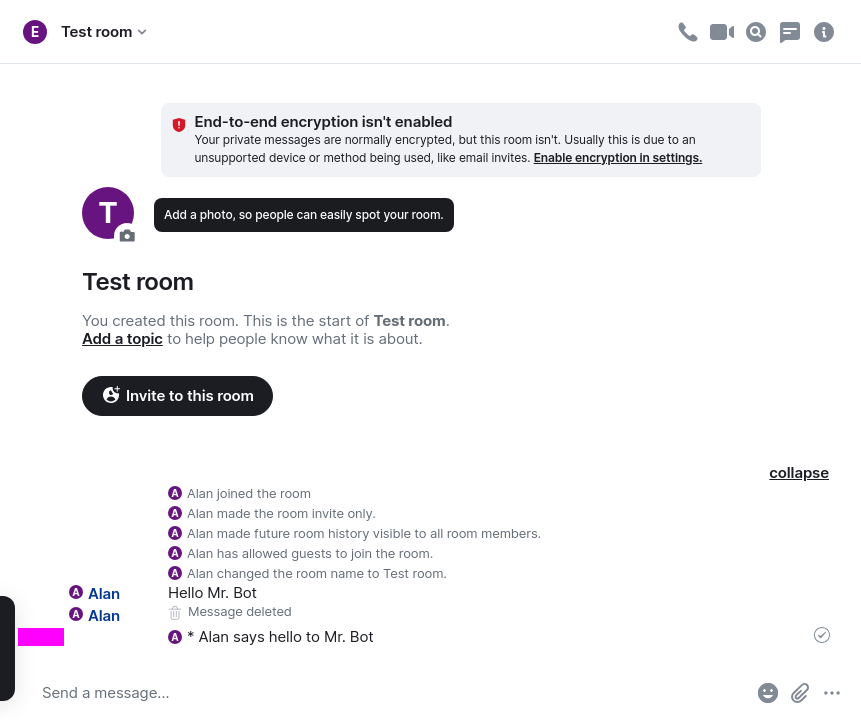 E Test room
End-to-end encryption isn't enabled
Your private messages are normally encrypted, but this room isn't. Usually this is due to an
unsupported device or method being used, like email invites. Enable encryption in settings.
T
Add a photo, so people can easily spot your room.
Test room
You created this room. This is the start of Test room.
Add a topic to help people know what it is about.
Invite to this room
collapse
A Alan joined the room
A Alan made the room invite only.
A Alan made future room history visible to all room members.
A Alan has allowed guests to join the room.
A Alan changed the room name to Test room.
A Alan Hello Mr. Bot
A Alan Message deleted
A * Alan says hello to Mr. Bot
Send a message...